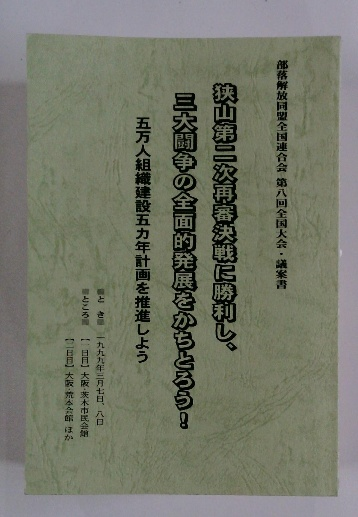 部落解放同盟全国連合会 第八回全国大会・議案書
狭山第二次再審決戦に勝利し、
三大闘争の全面的発展をかちとろう！
五万人組織建設五カ年計画を推進しよう
と き 一九九九年三月七日、八日
ところ
【一日目】大阪・茨木市民会館
【二日目】大阪・荒本会館 ほか